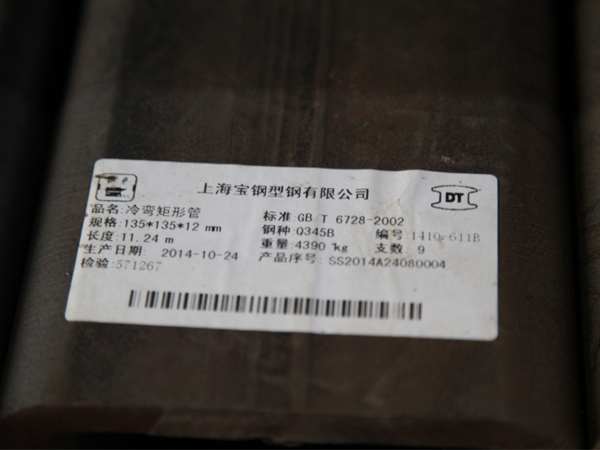 上海宝钢型钢有限公司
DT
品名:冷弯矩形管
标准 GB/T 6728-2002
规格:135*135*12 mm
钢种 Q345B
编号:1410-611B
长度:11.24 m
重量 4390 kg
支数 9
生产日期 2014-10-24
产品序号: SS2014A24080004
检验:571267